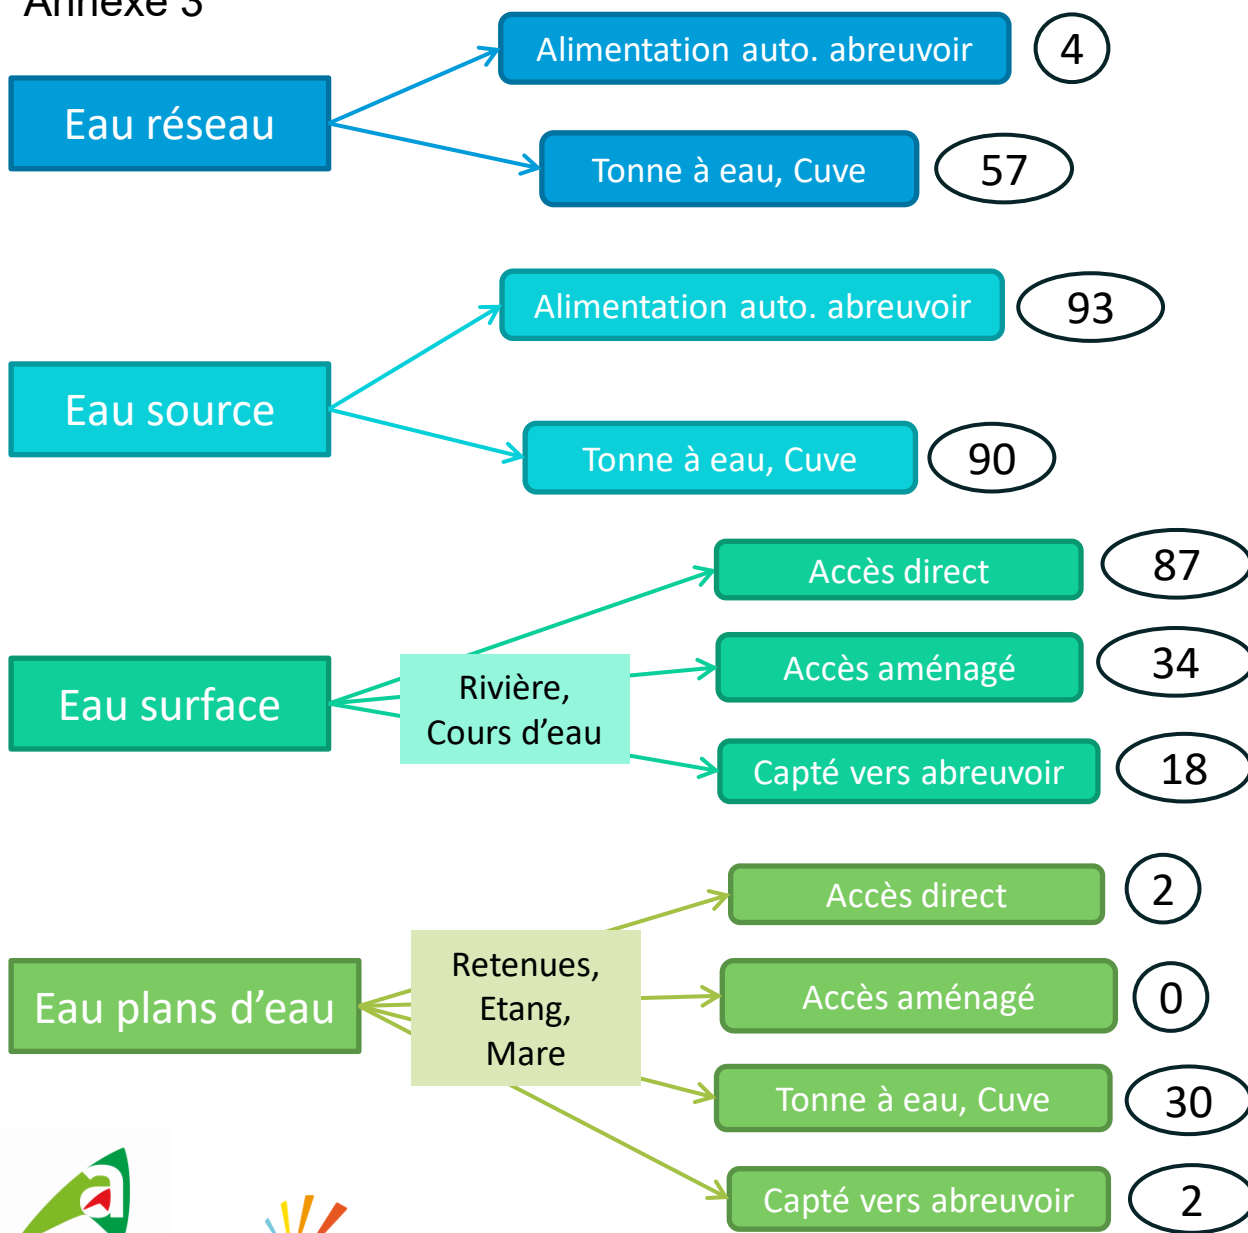 Annexe 3
Alimentation auto. abreuvoir
4
Eau réseau
Tonne à eau, Cuve
57
Alimentation auto. abreuvoir
93
Eau source
Tonne à eau, Cuve
90
Accès direct
87
Eau surface
Rivière,
Cours d’eau
Accès aménagé
34
Capté vers abreuvoir
18
Accès direct
2
Eau plans d’eau
Retenues,
Etang,
Mare
Accès aménagé
0
Tonne à eau, Cuve
30
Capté vers abreuvoir
2
a